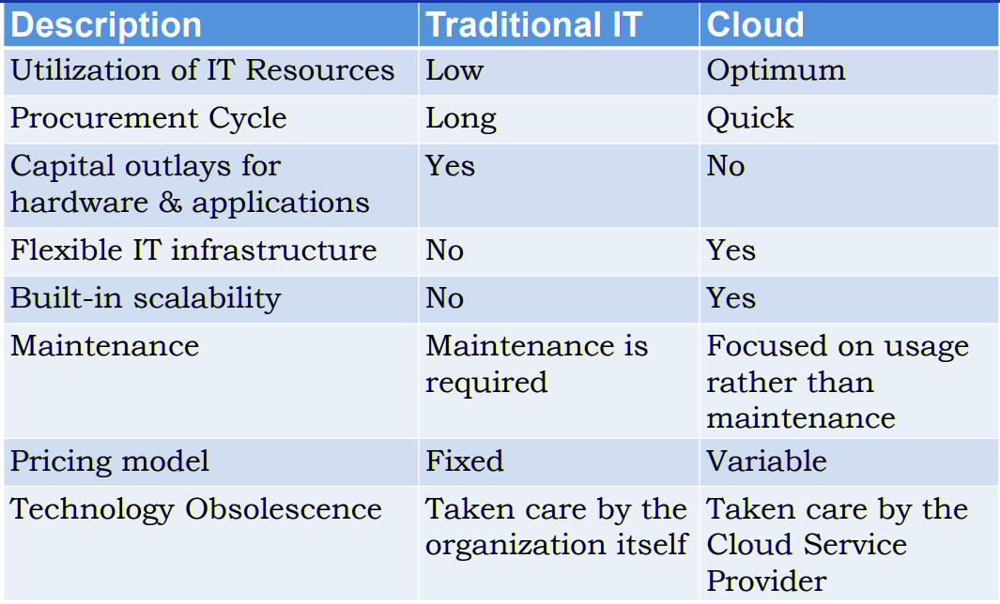 Description Traditional IT Cloud
Utilization of IT Resources Low Optimum
Procurement Cycle Long Quick
Capital outlays for Yes No
hardware & applications
Flexible IT infrastructure No Yes
Built-in scalability No Yes
Maintenance Maintenance is Focused on usage
required rather than
maintenance
Pricing model Fixed Variable
Technology Obsolescence Taken care by the Taken care by the
organization itself Cloud Service
Provider